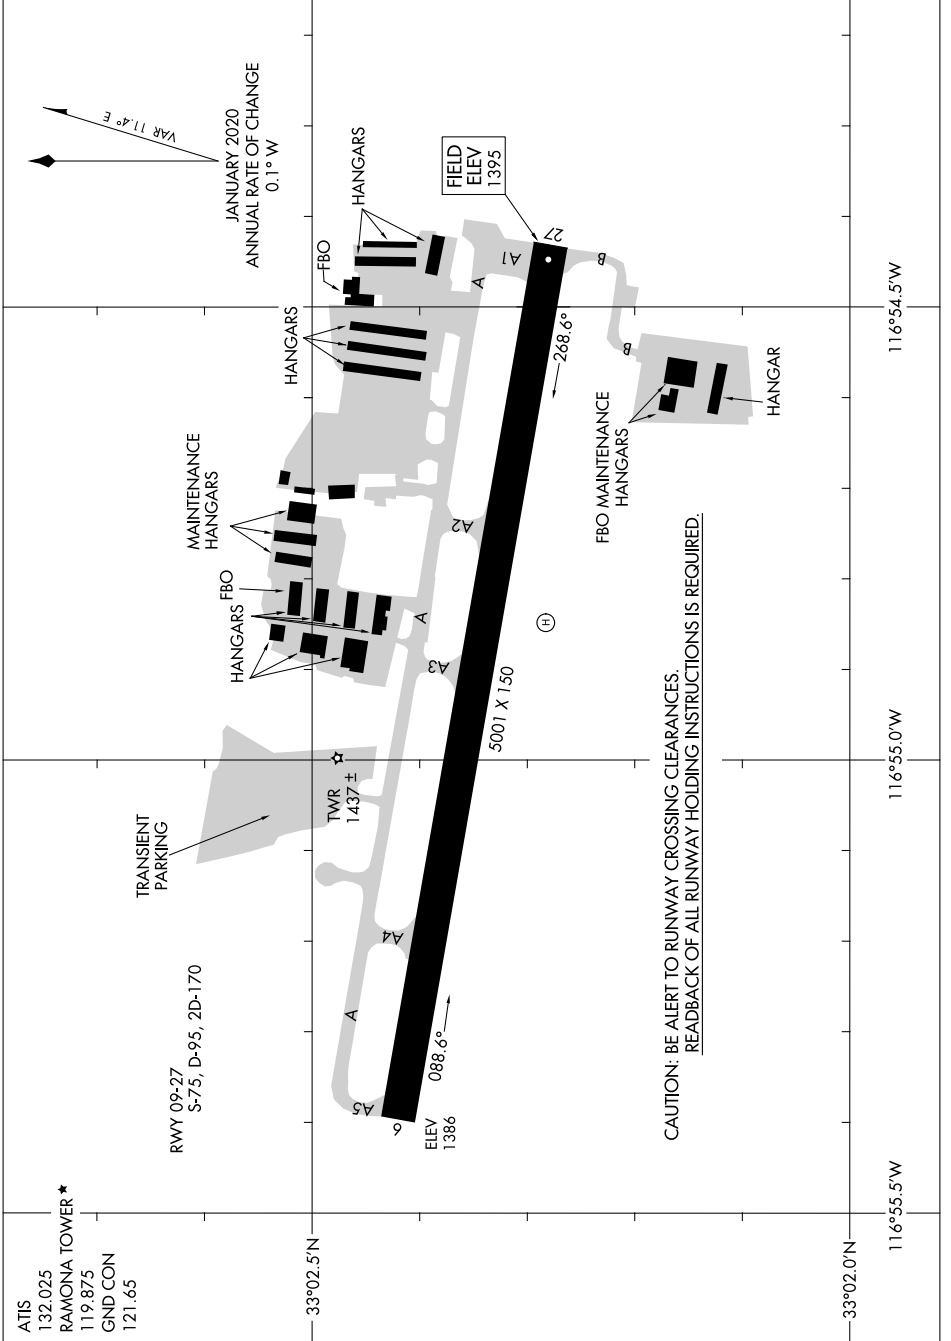 ATIS
132.025
RAMONA TOWER ★
119.875
GND CON
121.65
RWY 09-27
S-75, D-95, 2D-170
TRANSIENT
PARKING
HANGARS
FBO
MAINTENANCE
HANGARS
HANGARS
FBO
HANGARS
JANUARY 2020
ANNUAL RATE OF CHANGE
0.1° W
VAR 11.4° E
33°02.5'N
TWR
1437 ±
A5
A
A4
A3
A
A2
A
A1
FIELD
ELEV
1395
9
27
ELEV
1386
088.6°
5001 X 150
268.6°
H
B
B
FBO MAINTENANCE
HANGARS
HANGAR
CAUTION: BE ALERT TO RUNWAY CROSSING CLEARANCES.
READBACK OF ALL RUNWAY HOLDING INSTRUCTIONS IS REQUIRED.
33°02.0'N
116°55.5'W
116°55.0'W
116°54.5'W